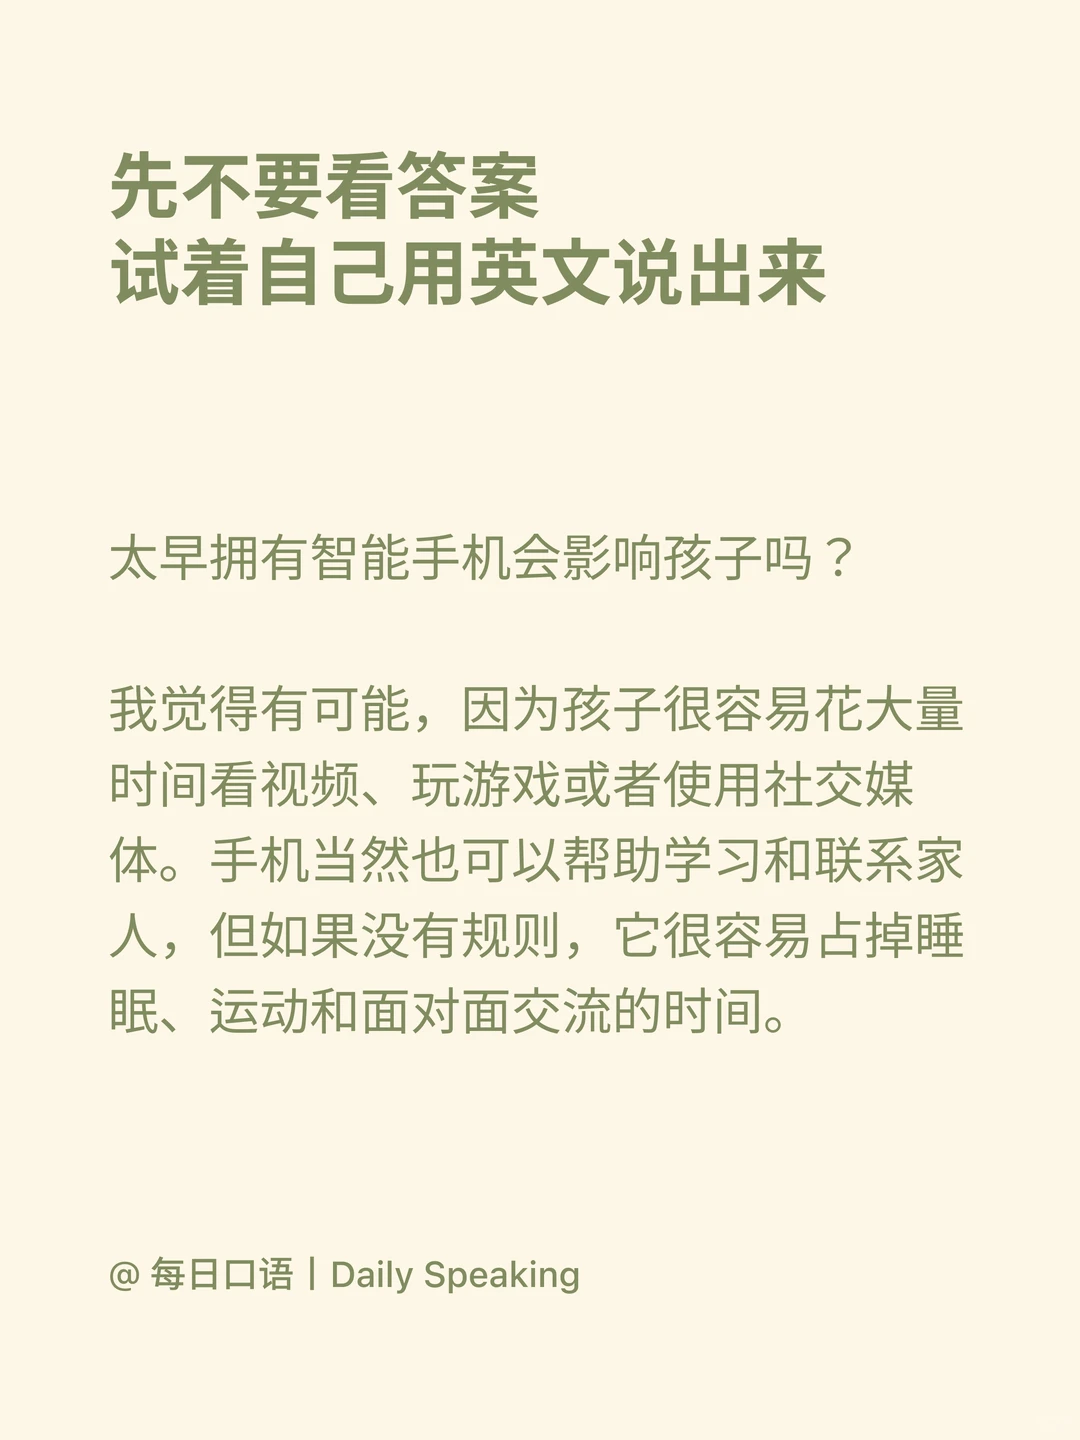 先不要看答案
试着自己用英文说出来
太早拥有智能手机会影响孩子吗？
我觉得有可能，因为孩子很容易花大量
时间看视频、玩游戏或者使用社交媒
体。手机当然也可以帮助学习和联系家
人，但如果没有规则，它很容易占掉睡
眠、运动和面对面交流的时间。
@ 每日口语丨Daily Speaking